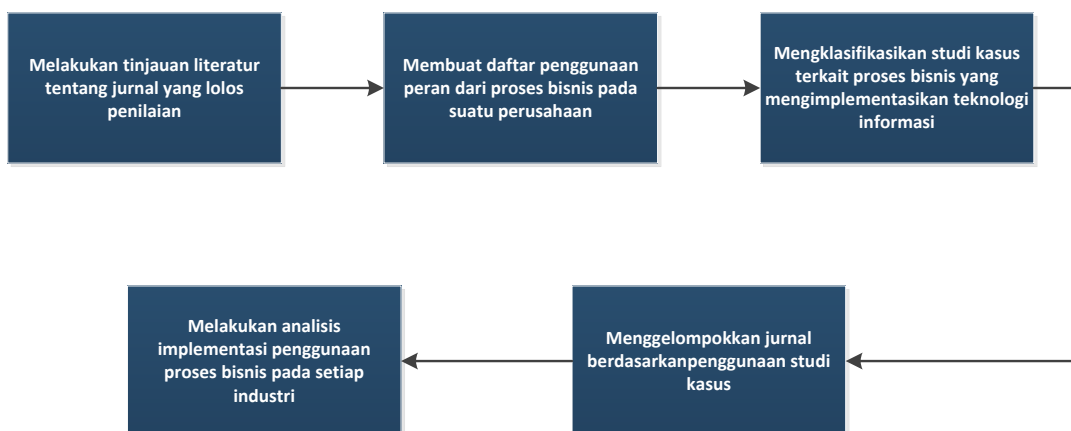 Melakukan tinjauan literatur
tentang jurnal yang lolos
penilaian
Membuat daftar penggunaan
peran dari proses bisnis pada
suatu perusahaan
Mengklasifikasikan studi kasus
terkait proses bisnis yang
mengimplementasikan teknologi
informasi
Menggelompokkan jurnal
berdasarkanpenggunaan studi
kasus
Melakukan analisis
implementasi penggunaan
proses bisnis pada setiap
industri